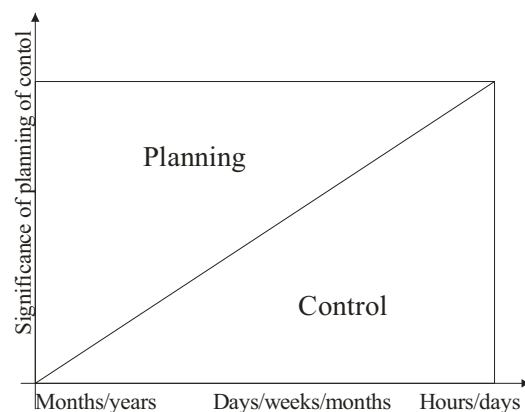 Significance of planning of contol
Planning
Control
Months/years
Days/weeks/months
Hours/days